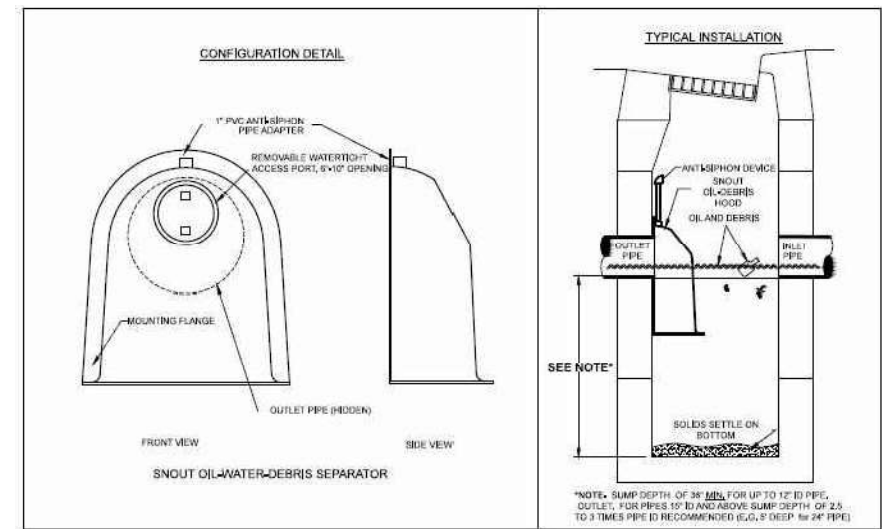 CONFIGURATION DETAIL
1" PVC ANTI-SIPHON
PIPE ADAPTER
REMOVABLE WATERTIGHT
ACCESS PORT, 6"-10" OPENING
MOUNTING FLANGE
OUTLET PIPE (HIDDEN)
FRONT VIEW
SIDE VIEW
SNOUT OIL-WATER-DEBRIS SEPARATOR
TYPICAL INSTALLATION
ANTI-SIPHON DEVICE
SNOUT
OIL-DEBRIS
HOOD
OIL AND DEBRIS
OUTLET
PIPE
INLET
PIPE
SEE NOTE*
SOLIDS SETTLE ON
BOTTOM
*NOTE- SUMP DEPTH OF 36" MIN. FOR UP TO 12" ID PIPE,
OUTLET, FOR PIPES 15" ID AND ABOVE SUMP DEPTH OF 2.5
TO 3 TIMES PIPE ID RECOMMENDED (E.G. 5' DEEP for 24" PIPE)